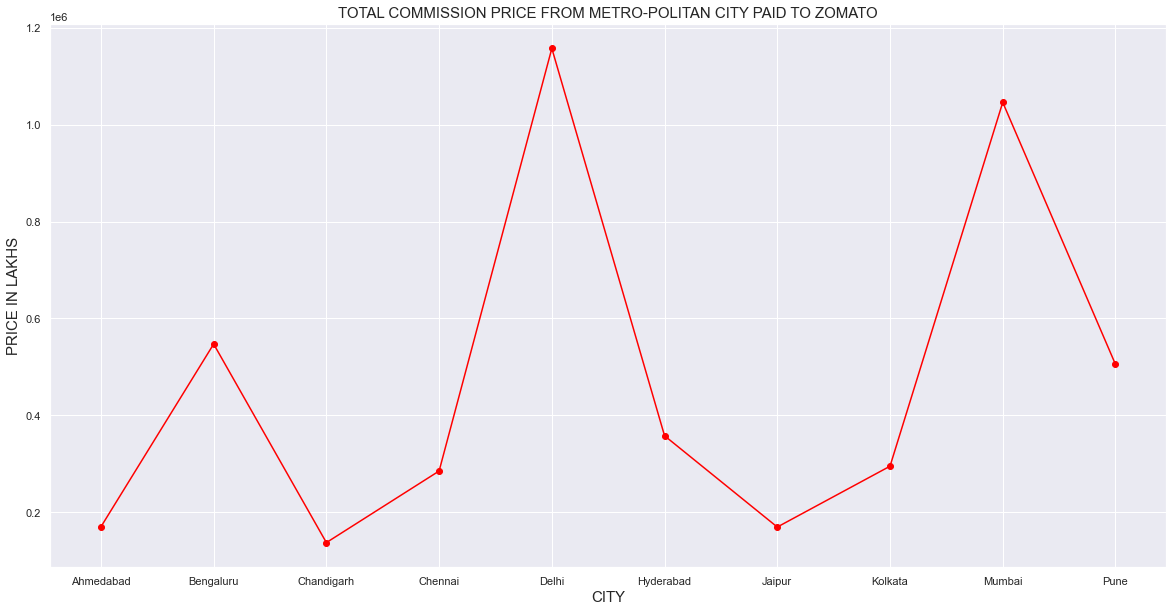 TOTAL COMMISSION PRICE FROM METRO-POLITAN CITY PAID TO ZOMATO
1e6
1.2
1.0
0.8
0.6
0.4
0.2
PRICE IN LAKHS
Ahmedabad Bengaluru Chandigarh Chennai Delhi Hyderabad Jaipur Kolkata Mumbai Pune
CITY